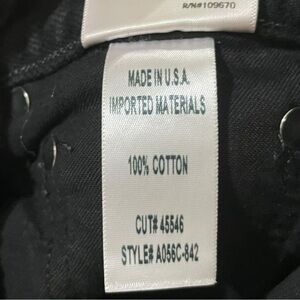 R/N#109670
MADE IN U.S.A.
IMPORTED MATERIALS
100% COTTON
CUT# 45546
STYLE# A056C-842